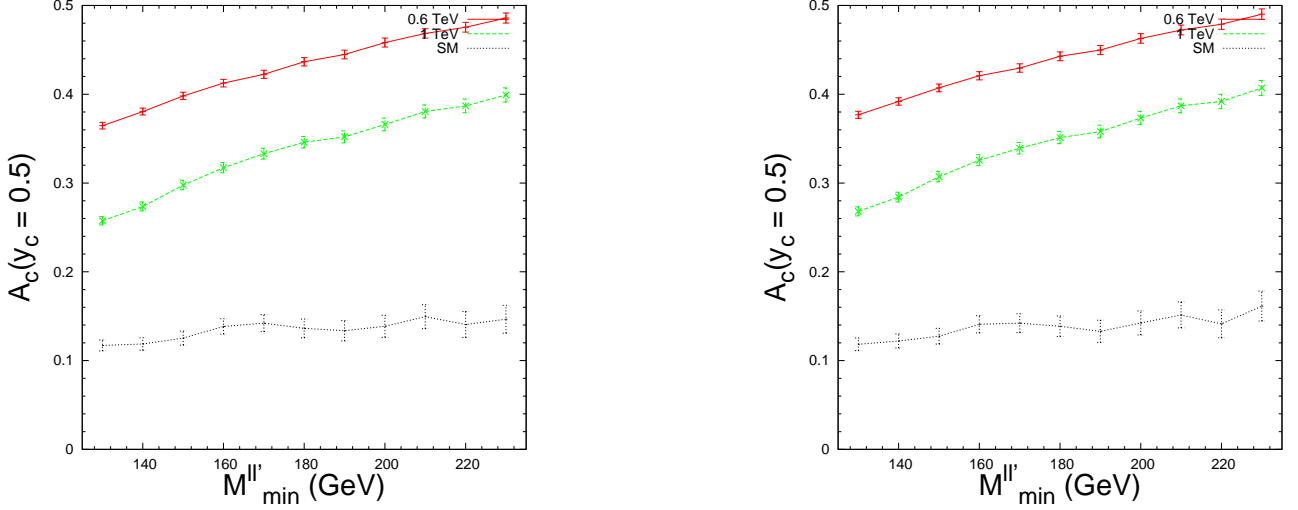 0.5
0.4
0.3
0.2
0.1
0
140
160
180
200
220
A_c(y_c = 0.5)
M^{ll'}_{min} (GeV)
0.6 TeV
1 TeV
SM
0.5
0.4
0.3
0.2
0.1
0
140
160
180
200
220
A_c(y_c = 0.5)
M^{ll'}_{min} (GeV)
0.6 TeV
1 TeV
SM